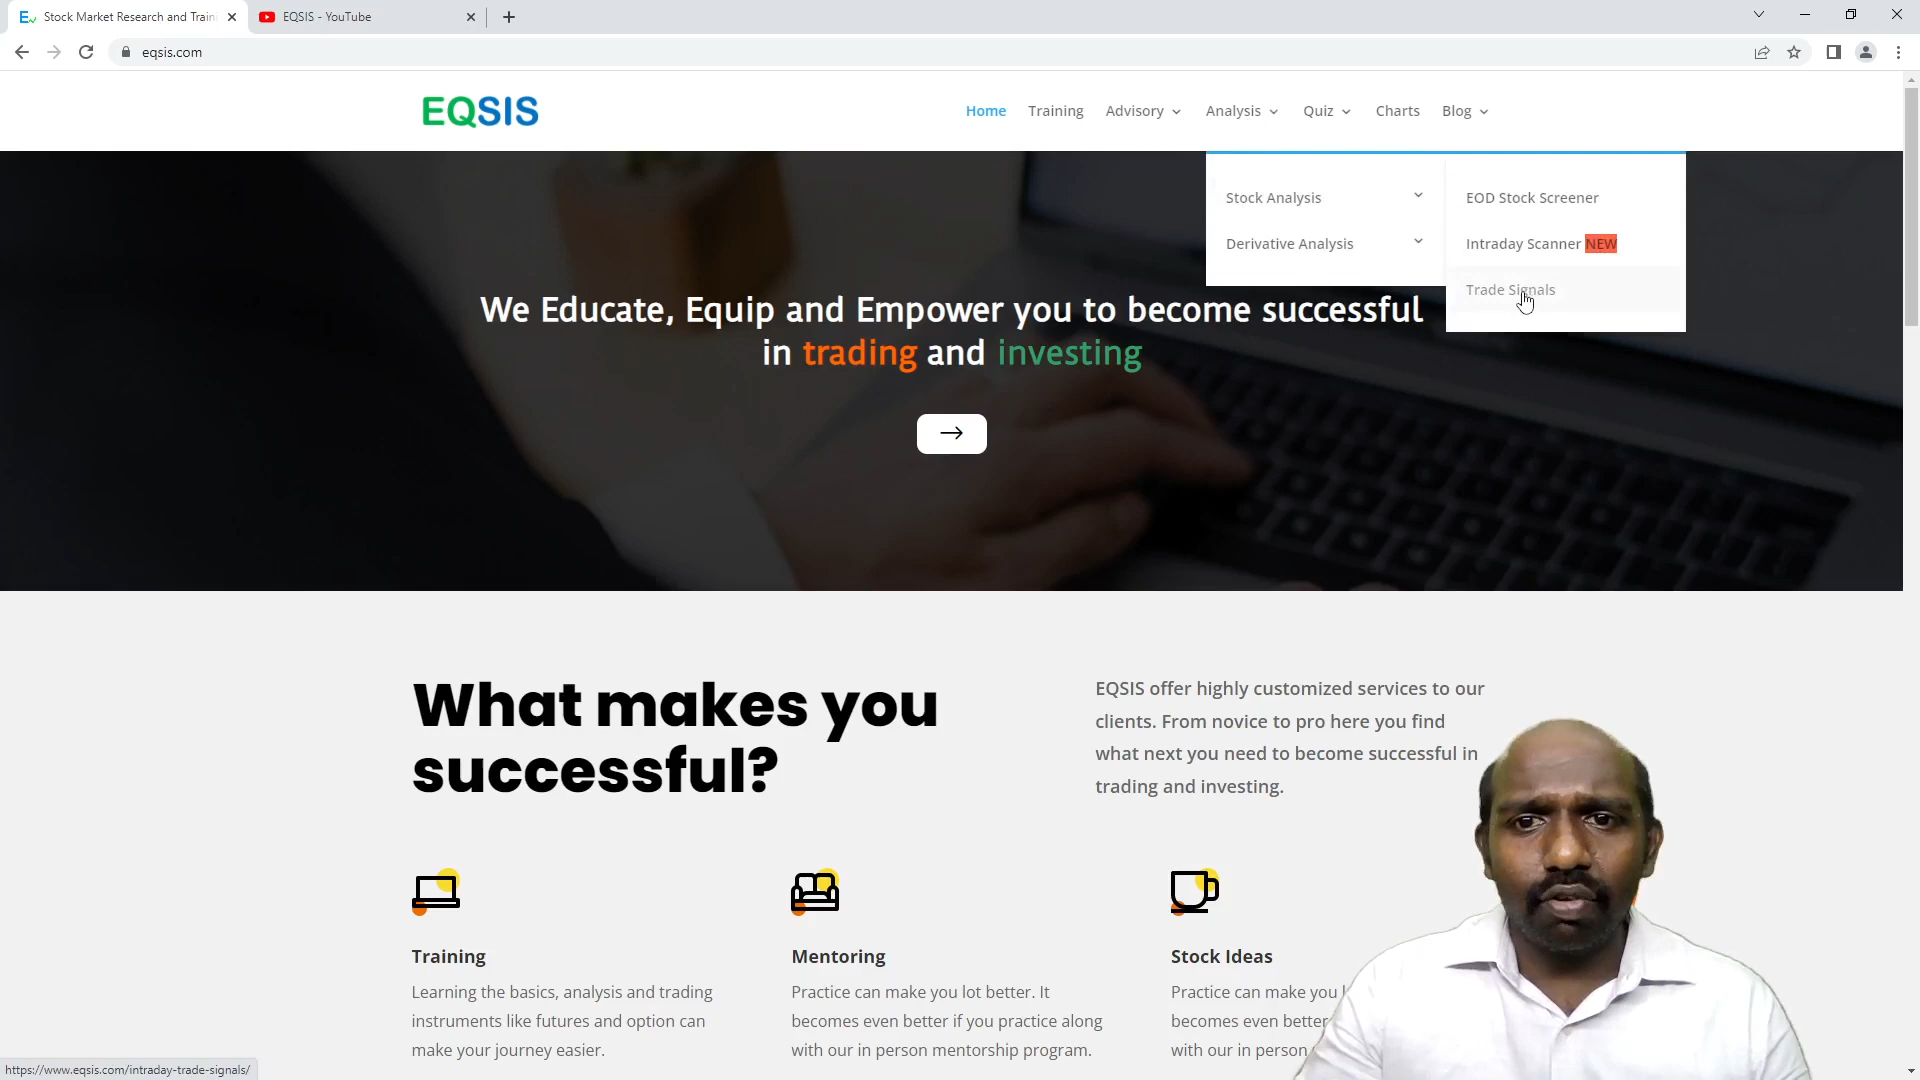 Stock Market Research and Train
EQSIS - YouTube
eqsis.com
EQSIS
Home
Training
Advisory
Analysis
Quiz
Charts
Blog
Stock Analysis
Derivative Analysis
EOD Stock Screener
Intraday Scanner NEW
Trade Signals
We Educate, Equip and Empower you to become successful
in trading and investing
What makes you
successful?
EQSIS offer highly customized services to our
clients. From novice to pro here you find
what next you need to become successful in
trading and investing.
Training
Learning the basics, analysis and trading
instruments like futures and option can
make your journey easier.
Mentoring
Practice can make you lot better. It
becomes even better if you practice along
with our in person mentorship program.
Stock Ideas
Practice can make you
becomes even better
with our in person
https://www.eqsis.com/intraday-trade-signals/